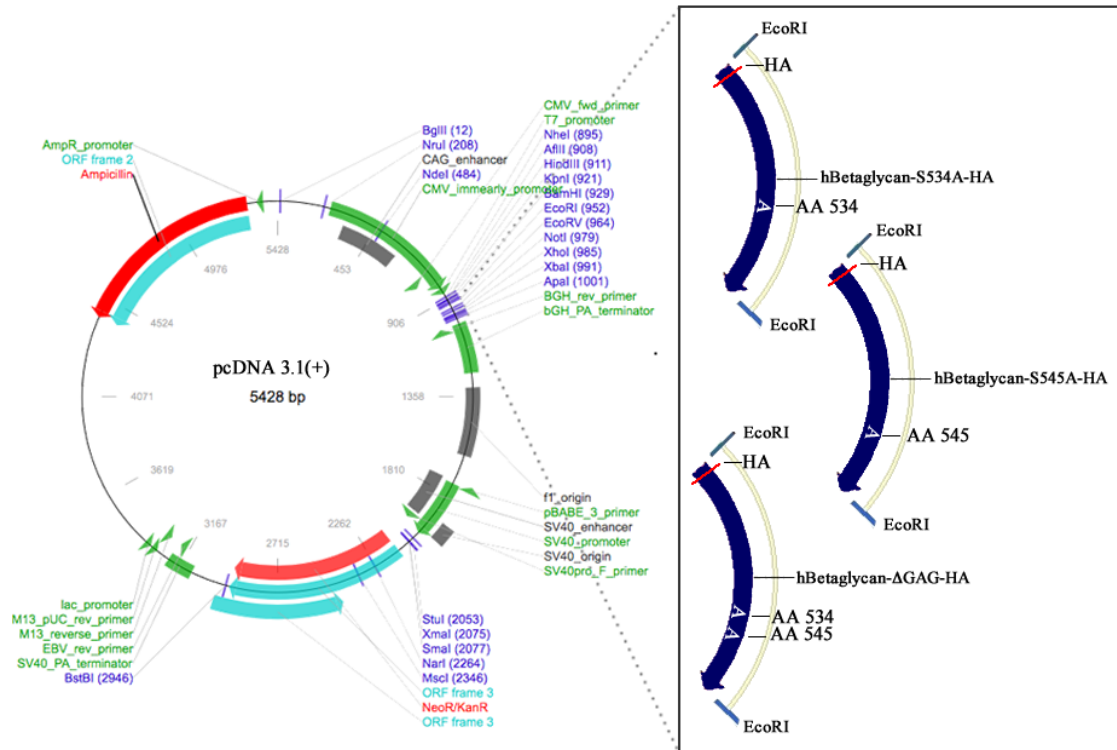 AmpR_promoter
ORF frame 2
Ampicillin
BglII (12)
NruI (208)
CAG_enhancer
NdeI (484)
CMV_immearly_promoter
CMV_fwd_primer
T7_promoter
NheI (895)
AflII (908)
HindIII (911)
KpnI (921)
BamHI (929)
EcoRI (952)
EcoRV (964)
NotI (979)
XhoI (985)
XbaI (991)
ApaI (1001)
BGH_rev_primer
bGH_PA_terminator
5428
453
906
1358
1810
2262
2715
3167
3619
4071
4524
4976
pcDNA 3.1(+)
5428 bp
f1_origin
pBABE_3_primer
SV40_enhancer
SV40_promoter
SV40_origin
SV40pro_F_primer
StuI (2053)
XmaI (2075)
SmaI (2077)
NarI (2264)
MscI (2346)
ORF frame 3
NeoR/KanR
ORF frame 3
lac_promoter
M13_pUC_rev_primer
M13_reverse_primer
EBV_rev_primer
SV40_PA_terminator
BstBI (2946)
EcoRI
HA
hBetaglycan-S534A-HA
A
AA 534
EcoRI
EcoRI
HA
hBetaglycan-S545A-HA
A
AA 545
EcoRI
EcoRI
HA
hBetaglycan-ΔGAG-HA
A
AA 534
A
AA 545
EcoRI